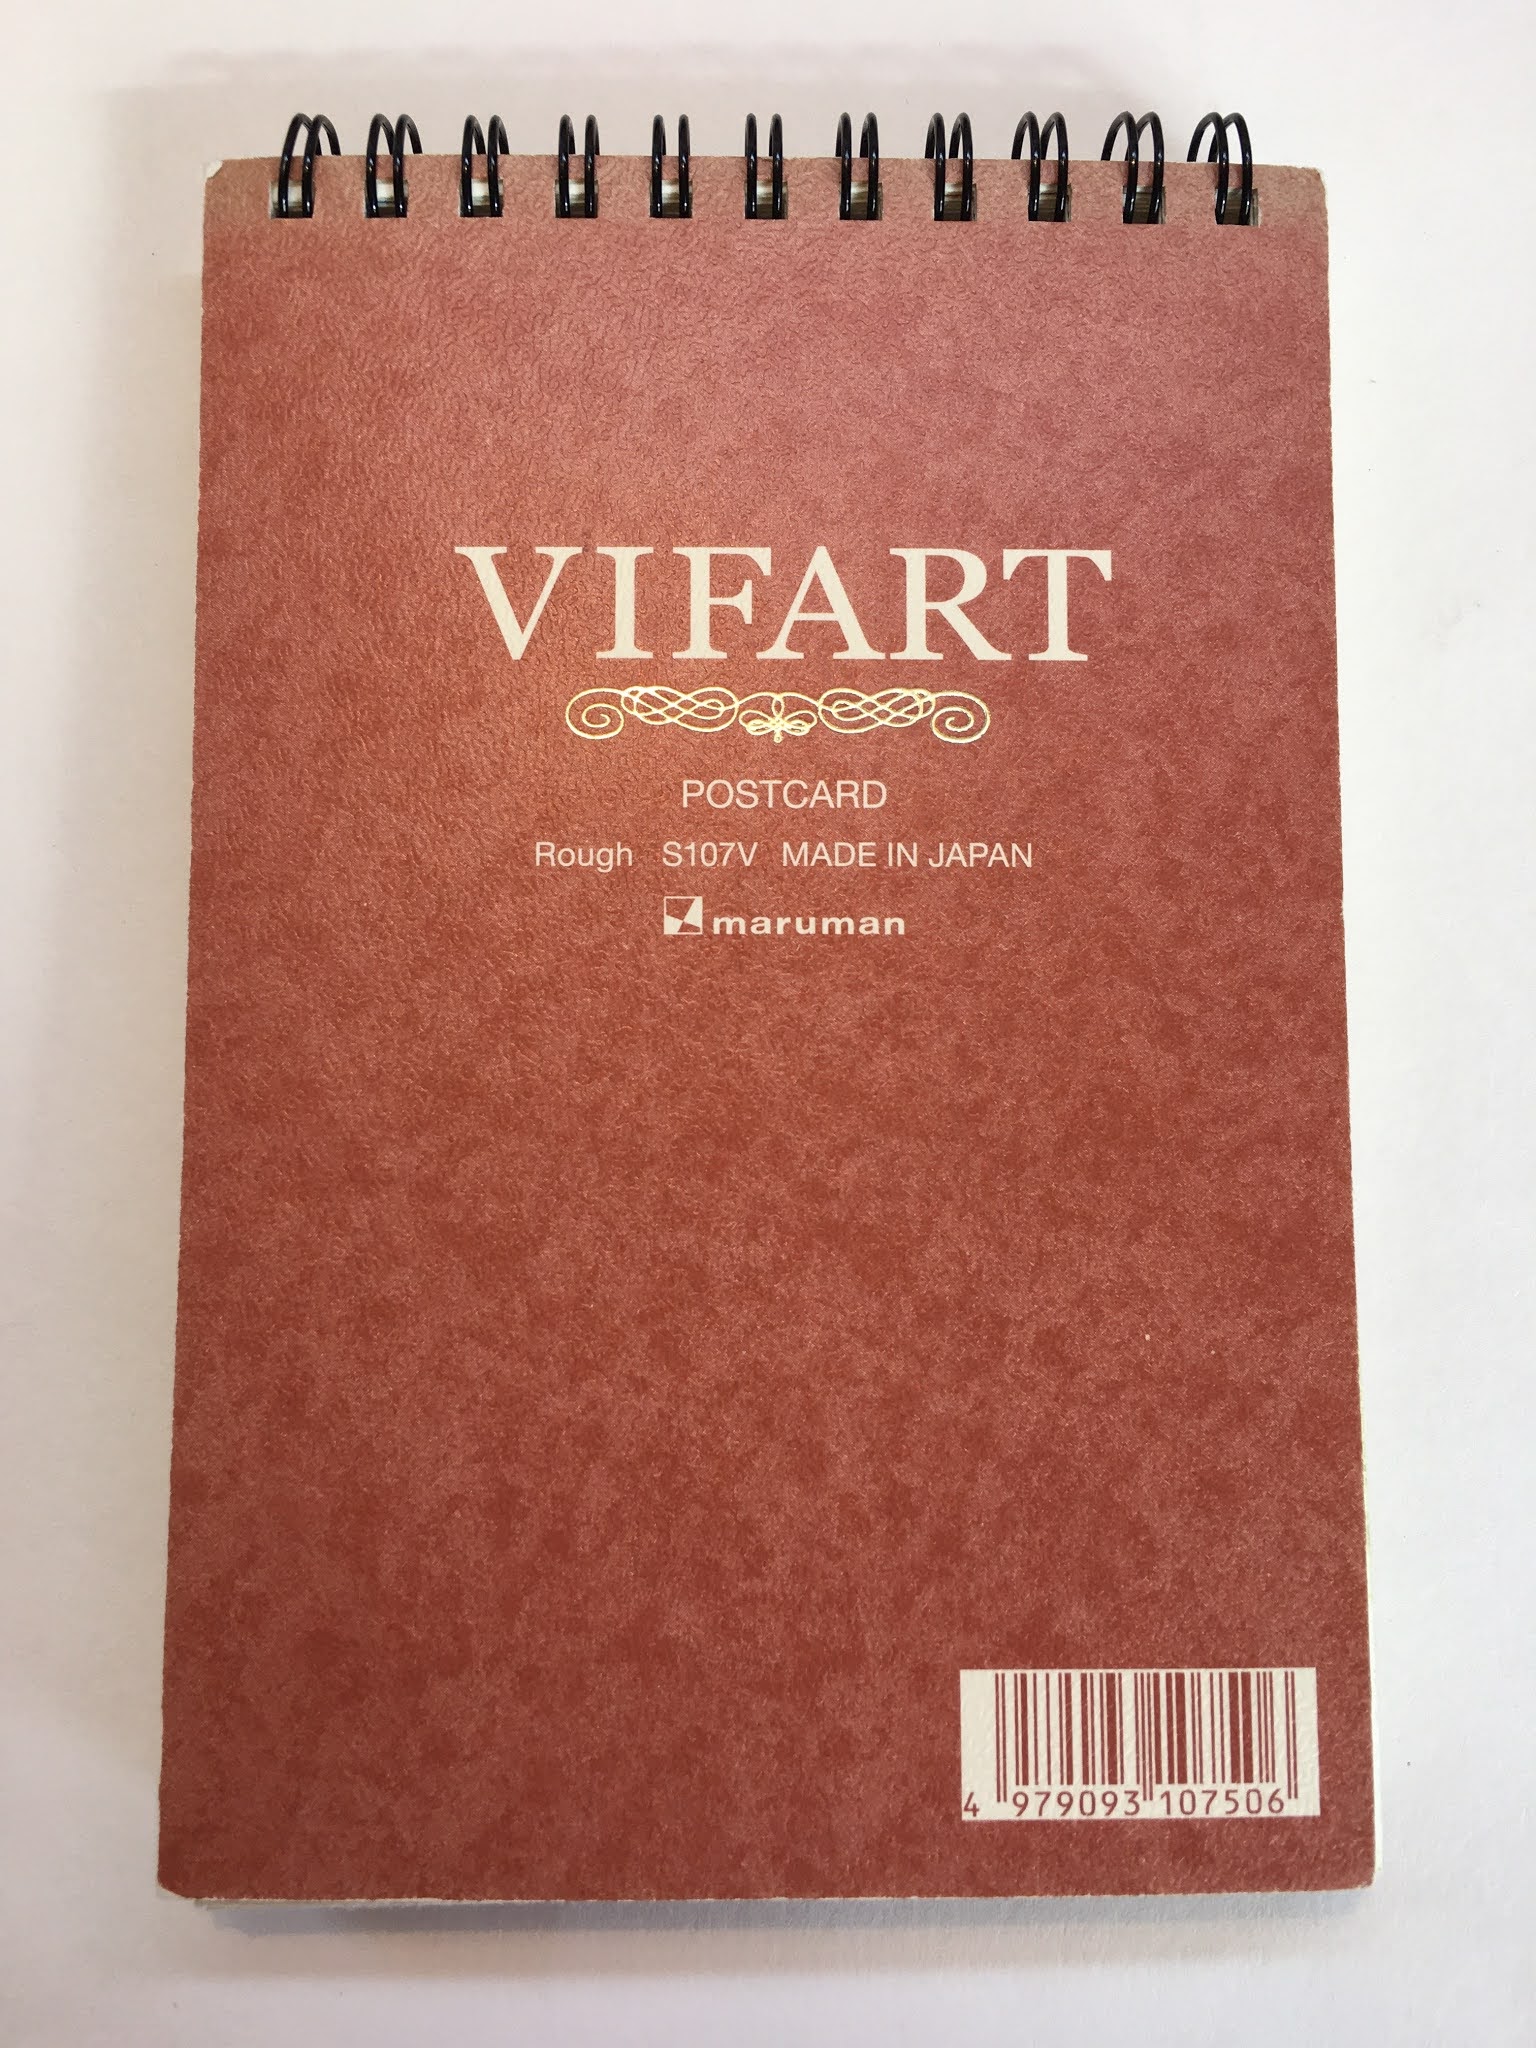 VIFART
POSTCARD
Rough S107V MADE IN JAPAN
maruman
4 979093 107506